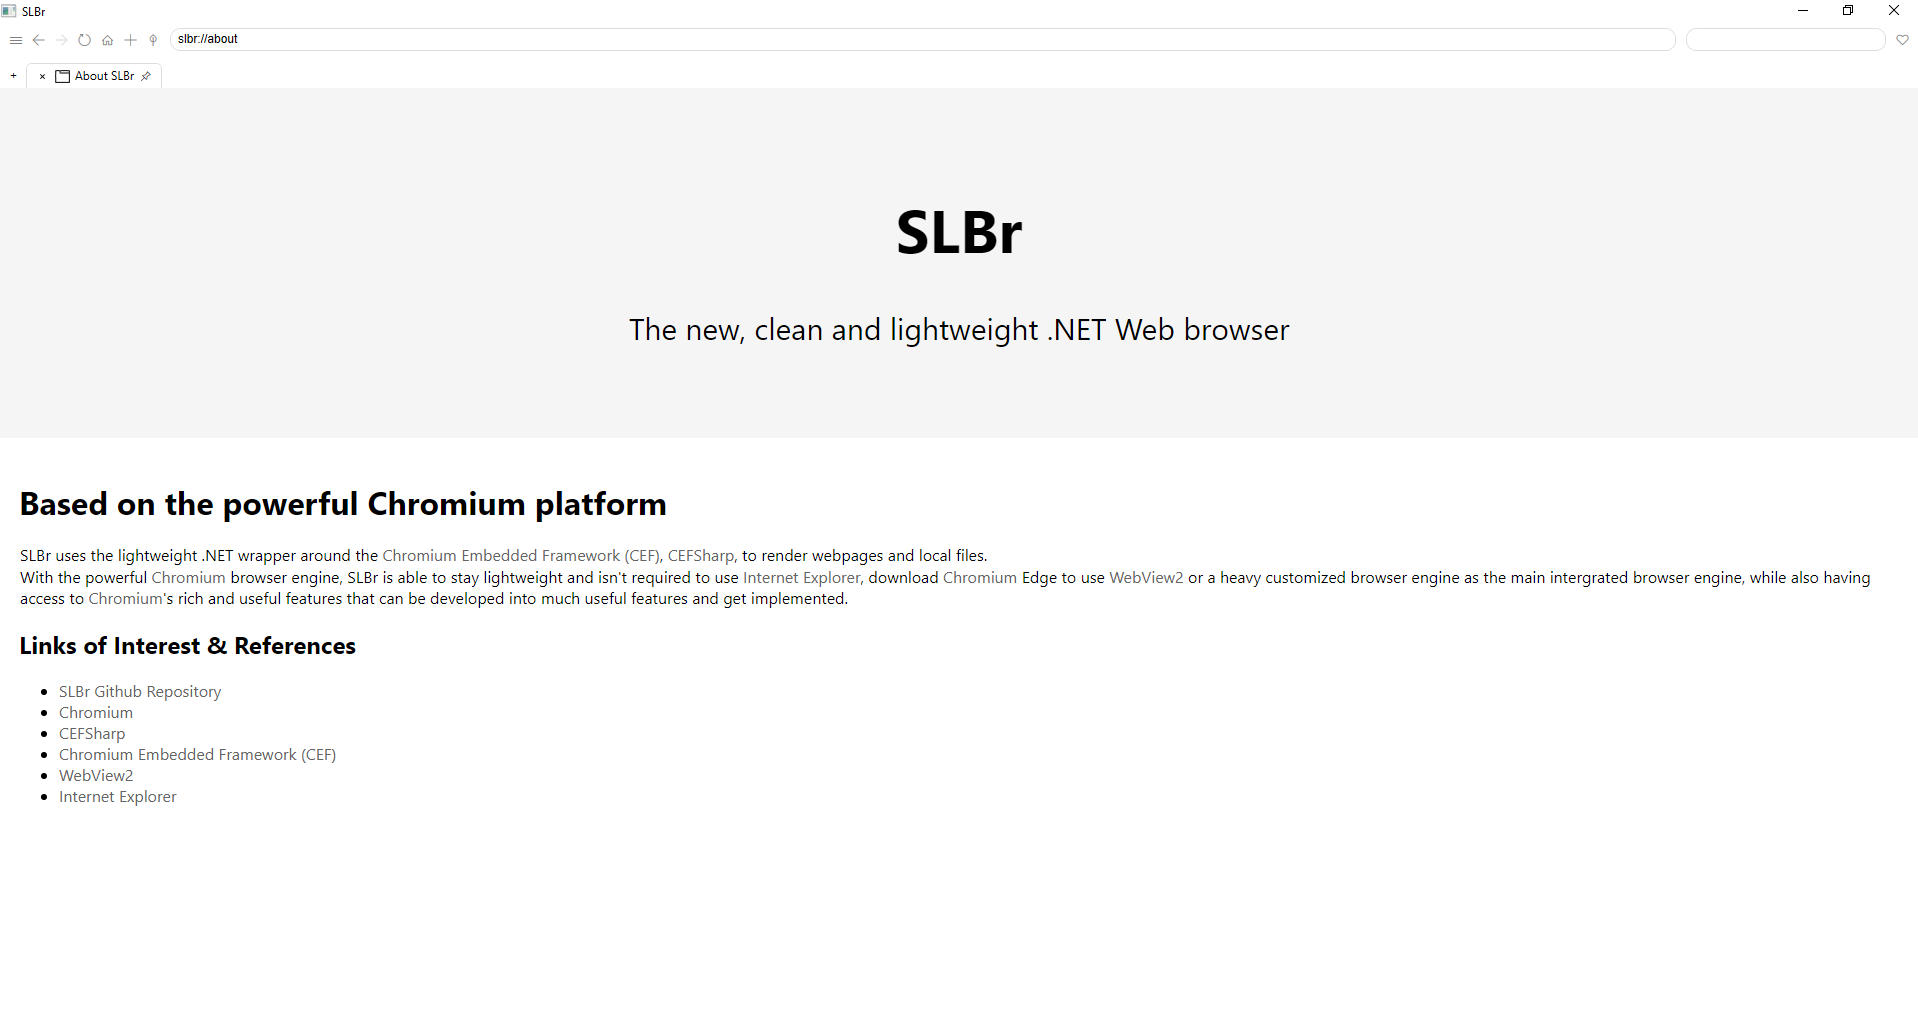 SLBr
slbr://about
+ × About SLBr
SLBr
The new, clean and lightweight .NET Web browser
Based on the powerful Chromium platform
SLBr uses the lightweight .NET wrapper around the Chromium Embedded Framework (CEF), CEFSharp, to render webpages and local files.
With the powerful Chromium browser engine, SLBr is able to stay lightweight and isn't required to use Internet Explorer, download Chromium Edge to use WebView2 or a heavy customized browser engine as the main intergrated browser engine, while also having
access to Chromium's rich and useful features that can be developed into much useful features and get implemented.
Links of Interest & References
• SLBr Github Repository
• Chromium
• CEFSharp
• Chromium Embedded Framework (CEF)
• WebView2
• Internet Explorer